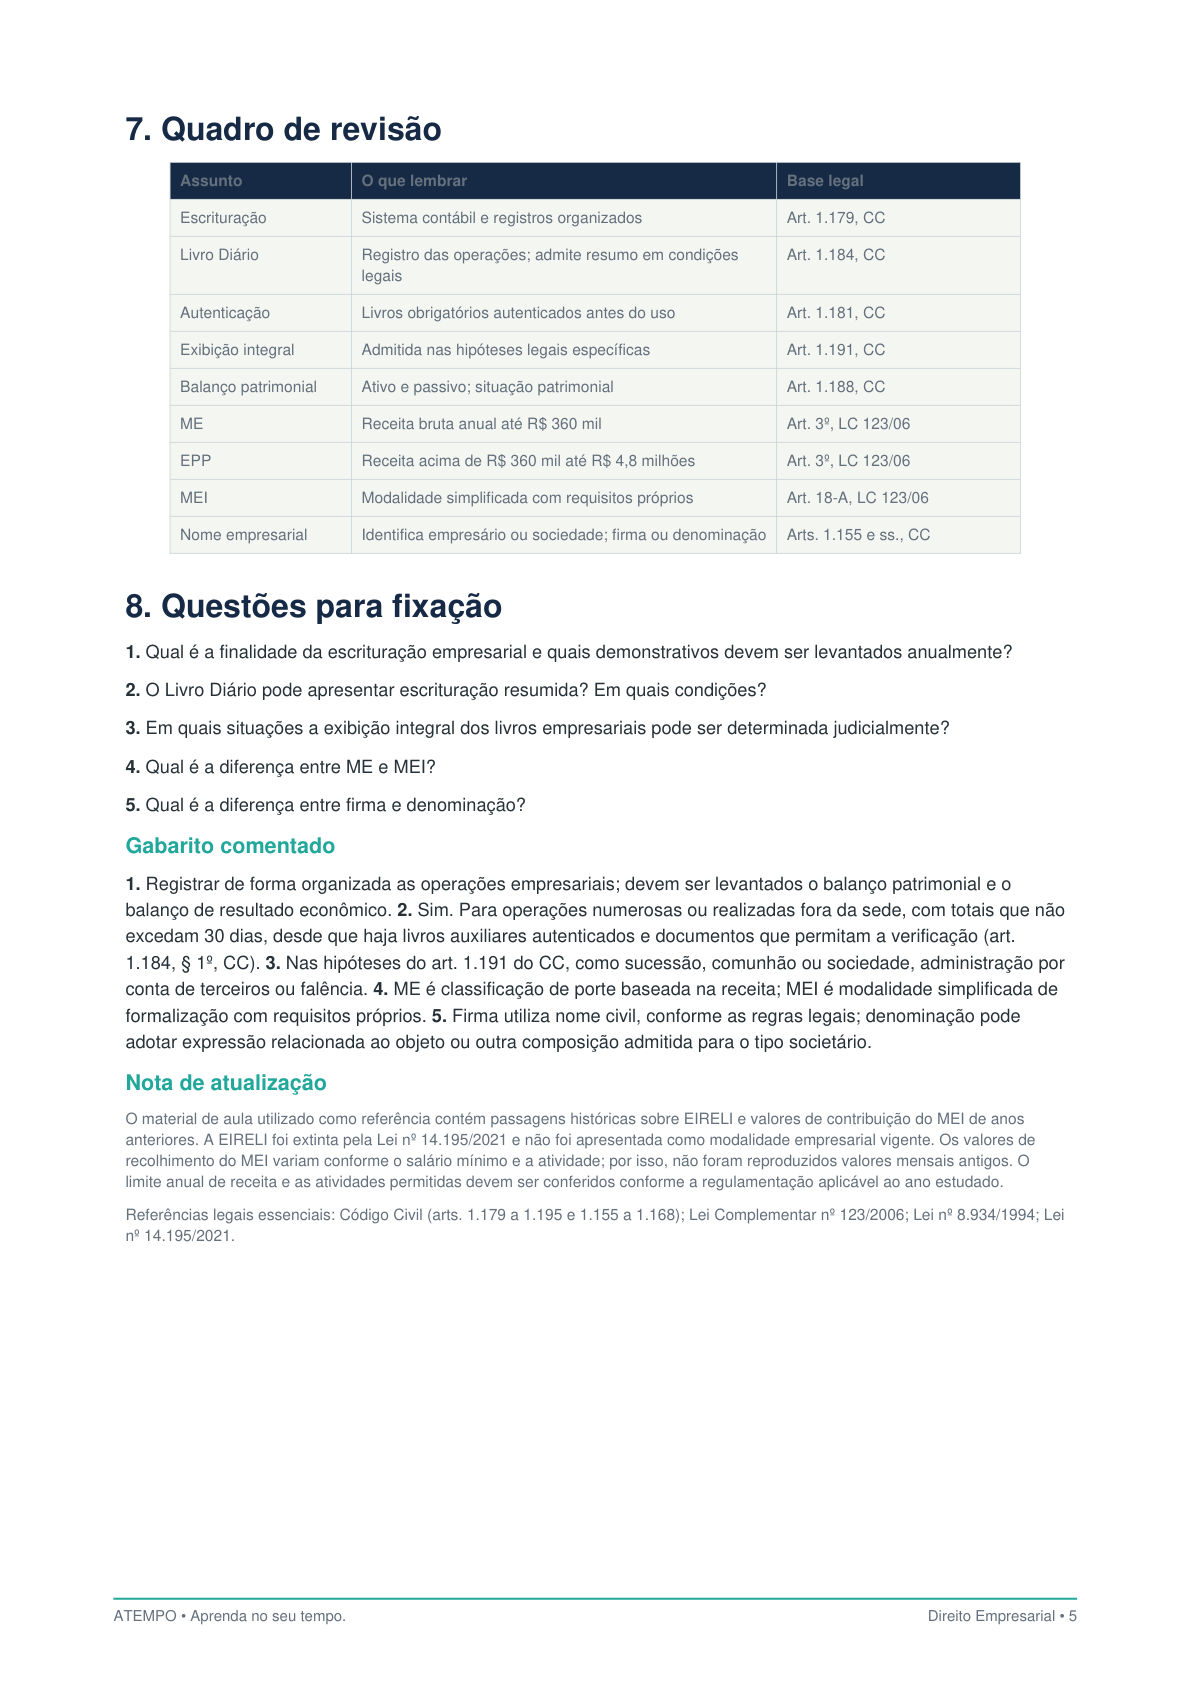 7. Quadro de revisão
Assunto O que lembrar Base legal
Escrituração Sistema contábil e registros organizados Art. 1.179, CC
Livro Diário Registro das operações; admite resumo em condições Art. 1.184, CC
legais
Autenticação Livros obrigatórios autenticados antes do uso Art. 1.181, CC
Exibição integral Admitida nas hipóteses legais específicas Art. 1.191, CC
Balanço patrimonial Ativo e passivo; situação patrimonial Art. 1.188, CC
ME Receita bruta anual até R$ 360 mil Art. 3º, LC 123/06
EPP Receita acima de R$ 360 mil até R$ 4,8 milhões Art. 3º, LC 123/06
MEI Modalidade simplificada com requisitos próprios Art. 18-A, LC 123/06
Nome empresarial Identifica empresário ou sociedade; firma ou denominação Arts. 1.155 e ss., CC
8. Questões para fixação
1. Qual é a finalidade da escrituração empresarial e quais demonstrativos devem ser levantados anualmente?
2. O Livro Diário pode apresentar escrituração resumida? Em quais condições?
3. Em quais situações a exibição integral dos livros empresariais pode ser determinada judicialmente?
4. Qual é a diferença entre ME e MEI?
5. Qual é a diferença entre firma e denominação?
Gabarito comentado
1. Registrar de forma organizada as operações empresariais; devem ser levantados o balanço patrimonial e o
balanço de resultado econômico. 2. Sim. Para operações numerosas ou realizadas fora da sede, com totais que não
excedam 30 dias, desde que haja livros auxiliares autenticados e documentos que permitam a verificação (art.
1.184, § 1º, CC). 3. Nas hipóteses do art. 1.191 do CC, como sucessão, comunhão ou sociedade, administração por
conta de terceiros ou falência. 4. ME é classificação de porte baseada na receita; MEI é modalidade simplificada de
formalização com requisitos próprios. 5. Firma utiliza nome civil, conforme as regras legais; denominação pode
adotar expressão relacionada ao objeto ou outra composição admitida para o tipo societário.
Nota de atualização
O material de aula utilizado como referência contém passagens históricas sobre EIRELI e valores de contribuição do MEI de anos
anteriores. A EIRELI foi extinta pela Lei nº 14.195/2021 e não foi apresentada como modalidade empresarial vigente. Os valores de
recolhimento do MEI variam conforme o salário mínimo e a atividade; por isso, não foram reproduzidos valores mensais antigos. O
limite anual de receita e as atividades permitidas devem ser conferidos conforme a regulamentação aplicável ao ano estudado.
Referências legais essenciais: Código Civil (arts. 1.179 a 1.195 e 1.155 a 1.168); Lei Complementar nº 123/2006; Lei nº 8.934/1994; Lei
nº 14.195/2021.
ATEMPO • Aprenda no seu tempo. Direito Empresarial • 5